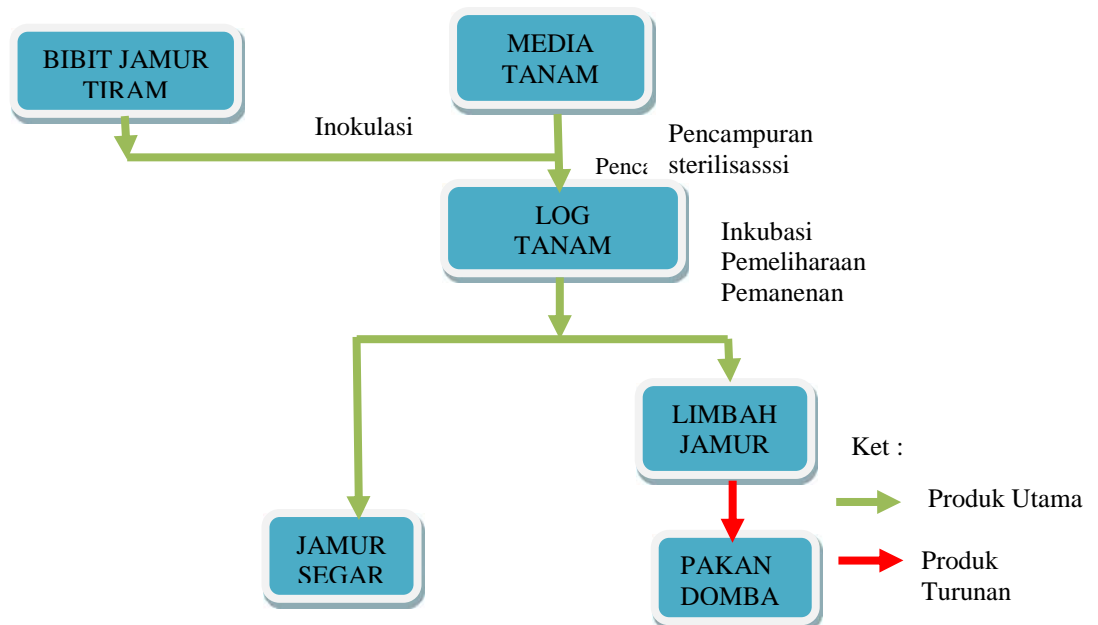 BIBIT JAMUR
TIRAM
MEDIA
TANAM
Inokulasi
Pencampuran
sterilisasssi
Penca
LOG
TANAM
Inkubasi
Pemeliharaan
Pemanenan
LIMBAH
JAMUR
Ket :
Produk Utama
JAMUR
SEGAR
PAKAN
DOMBA
Produk
Turunan